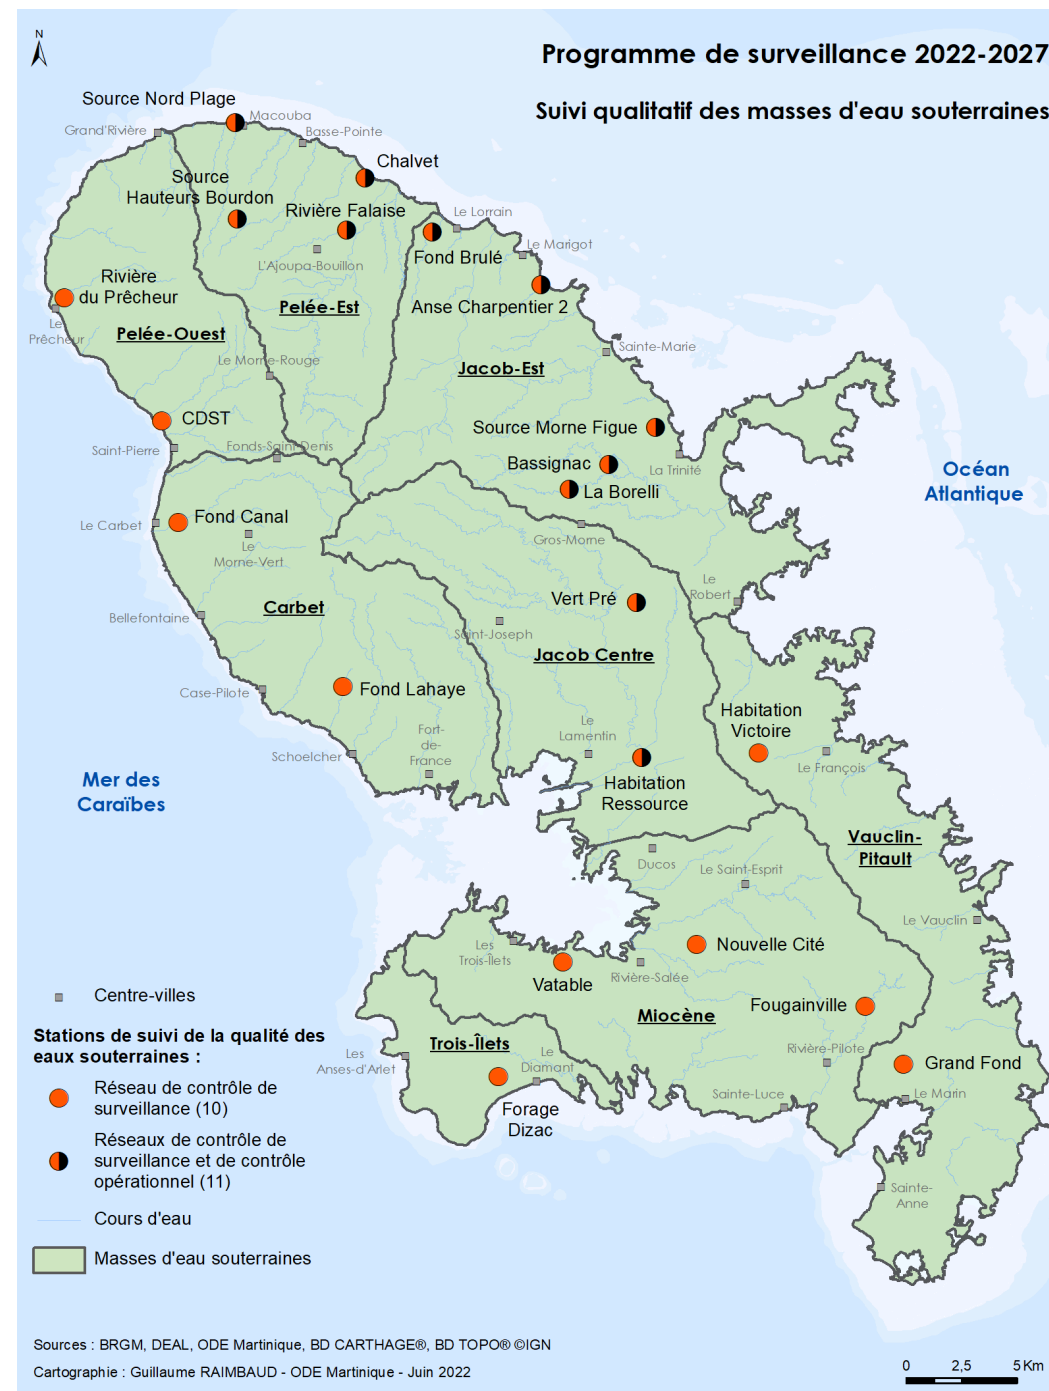 N
Programme de surveillance 2022-2027
Suivi qualitatif des masses d'eau souterraines
Source Nord Plage
Macouba
Grand'Rivière
Basse-Pointe
Chalvet
Source
Hauteurs Bourdon
Rivière Falaise
Le Lorrain
Fond Brulé
Le Marigot
L'Ajoupa-Bouillon
Rivière
du Prêcheur
Pelée-Est
Anse Charpentier 2
Le
Prêcheur
Pelée-Ouest
Sainte-Marie
Le Morne-Rouge
Jacob-Est
CDST
Source Morne Figue
Saint-Pierre
Fonds-Saint-Denis
Bassignac
La Trinité
Océan
Atlantique
La Borelli
Le Carbet
Fond Canal
Gros-Morne
Le
Morne-Vert
Le
Robert
Carbet
Vert Pré
Bellefontaine
Saint-Joseph
Jacob Centre
Case-Pilote
Fond Lahaye
Habitation
Victoire
Le
Lamentin
Fort-
de-
France
Schoelcher
Le François
Mer des
Caraïbes
Habitation
Ressource
Vauclin-
Pitault
Ducos
Le Saint-Esprit
Le Vauclin
Les
Trois-Îlets
Nouvelle Cité
Rivière-Salée
Vatable
Fougainville
Miocène
Trois-Îlets
Rivière-Pilote
Les
Anses-d'Arlet
Le
Diamant
Grand Fond
Sainte-Luce
Le Marin
Forage
Dizac
Sainte-
Anne
Centre-villes
Stations de suivi de la qualité des
eaux souterraines :
Réseau de contrôle de
surveillance (10)
Réseaux de contrôle de
surveillance et de contrôle
opérationnel (11)
Cours d'eau
Masses d'eau souterraines
Sources : BRGM, DEAL, ODE Martinique, BD CARTHAGE®, BD TOPO® ©IGN
Cartographie : Guillaume RAIMBAUD - ODE Martinique - Juin 2022
0 2,5 5 Km